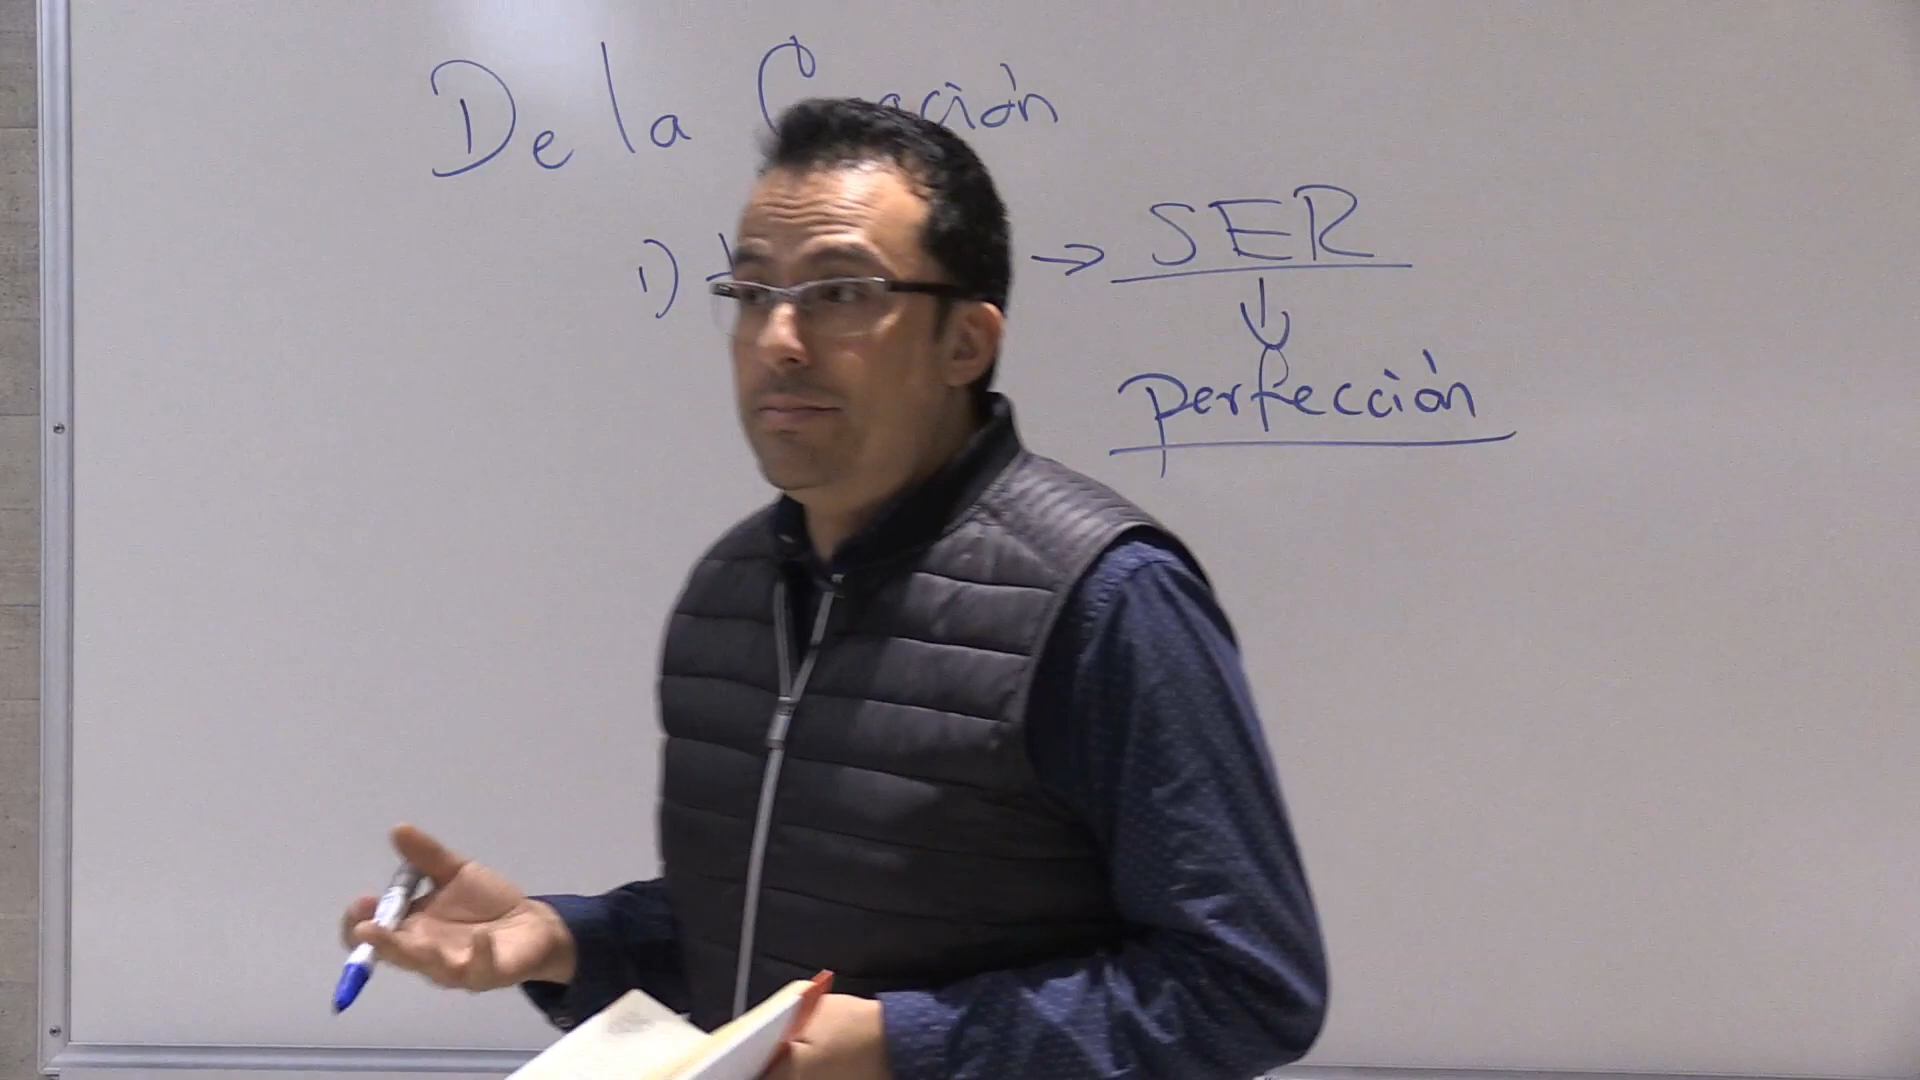 De la
1) → SER
↓
perfección